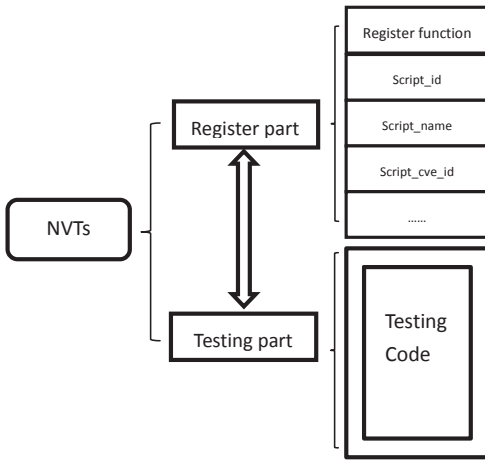 Register function
Script_id
Register part
Script_name
Script_cve_id
NVTs
......
Testing part
Testing
Code